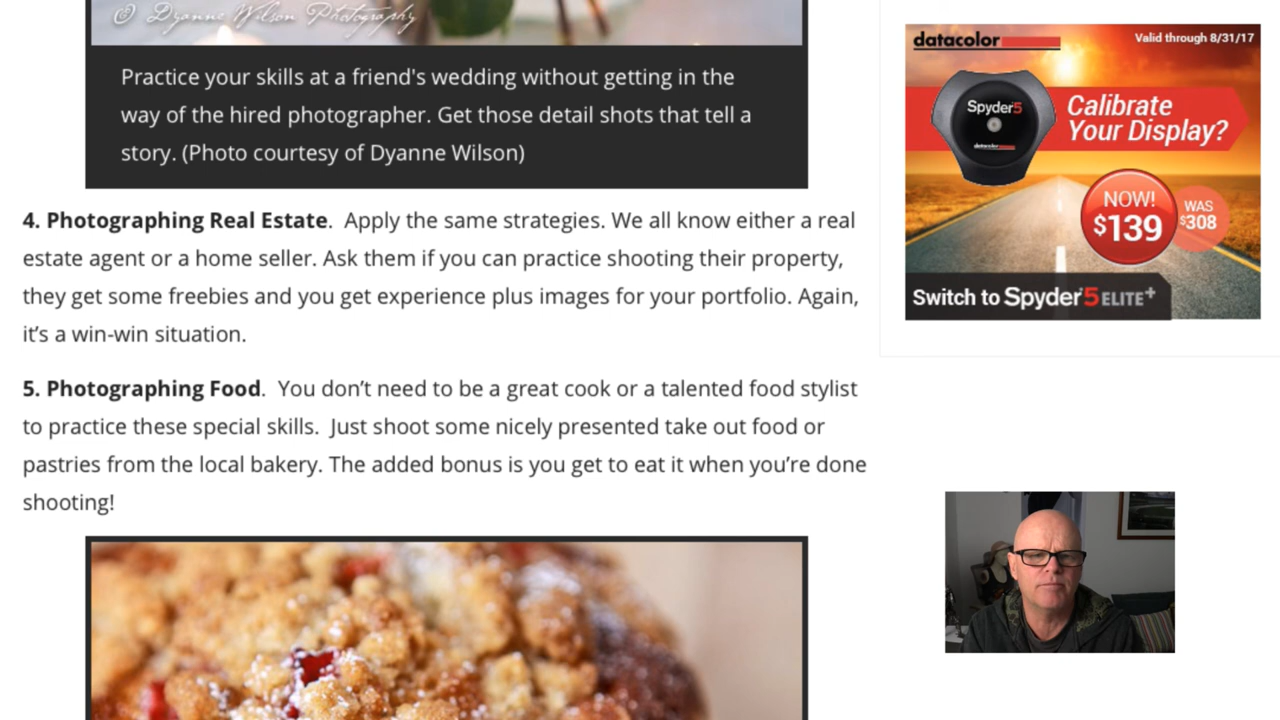 © Dyanne Wilson Photography
Practice your skills at a friend's wedding without getting in the
way of the hired photographer. Get those detail shots that tell a
story. (Photo courtesy of Dyanne Wilson)
4. Photographing Real Estate.  Apply the same strategies. We all know either a real
estate agent or a home seller. Ask them if you can practice shooting their property,
they get some freebies and you get experience plus images for your portfolio. Again,
it’s a win-win situation.
5. Photographing Food.  You don’t need to be a great cook or a talented food stylist
to practice these special skills.  Just shoot some nicely presented take out food or
pastries from the local bakery. The added bonus is you get to eat it when you’re done
shooting!
datacolor
Valid through 8/31/17
Spyder5
datacolor
Calibrate
Your Display?
NOW!
$139
WAS
$308
Switch to Spyder5ELITE+